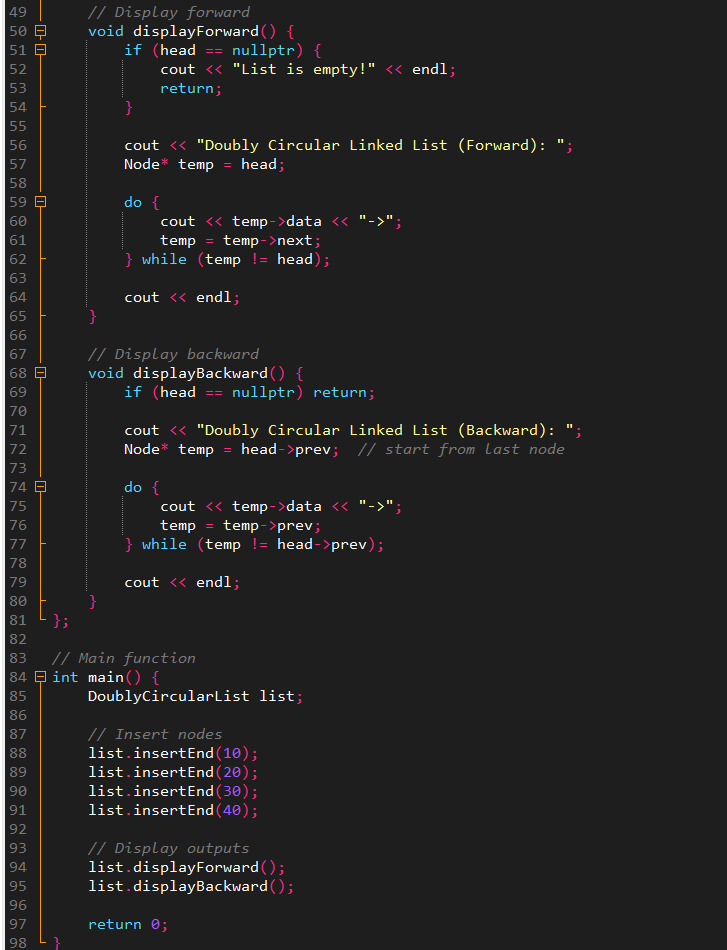 49 // Display forward
50 void displayForward() {
51 if (head == nullptr) {
52 cout << "List is empty!" << endl;
53 return;
54 }
55
56 cout << "Doubly Circular Linked List (Forward): ";
57 Node* temp = head;
58
59 do {
60 cout << temp->data << "->";
61 temp = temp->next;
62 } while (temp != head);
63
64 cout << endl;
65 }
66
67 // Display backward
68 void displayBackward() {
69 if (head == nullptr) return;
70
71 cout << "Doubly Circular Linked List (Backward): ";
72 Node* temp = head->prev; // start from last node
73
74 do {
75 cout << temp->data << "->";
76 temp = temp->prev;
77 } while (temp != head->prev);
78
79 cout << endl;
80 }
81 };
82
83 // Main function
84 int main() {
85 DoublyCircularList list;
86
87 // Insert nodes
88 list.insertEnd(10);
89 list.insertEnd(20);
90 list.insertEnd(30);
91 list.insertEnd(40);
92
93 // Display outputs
94 list.displayForward();
95 list.displayBackward();
96
97 return 0;
98 }